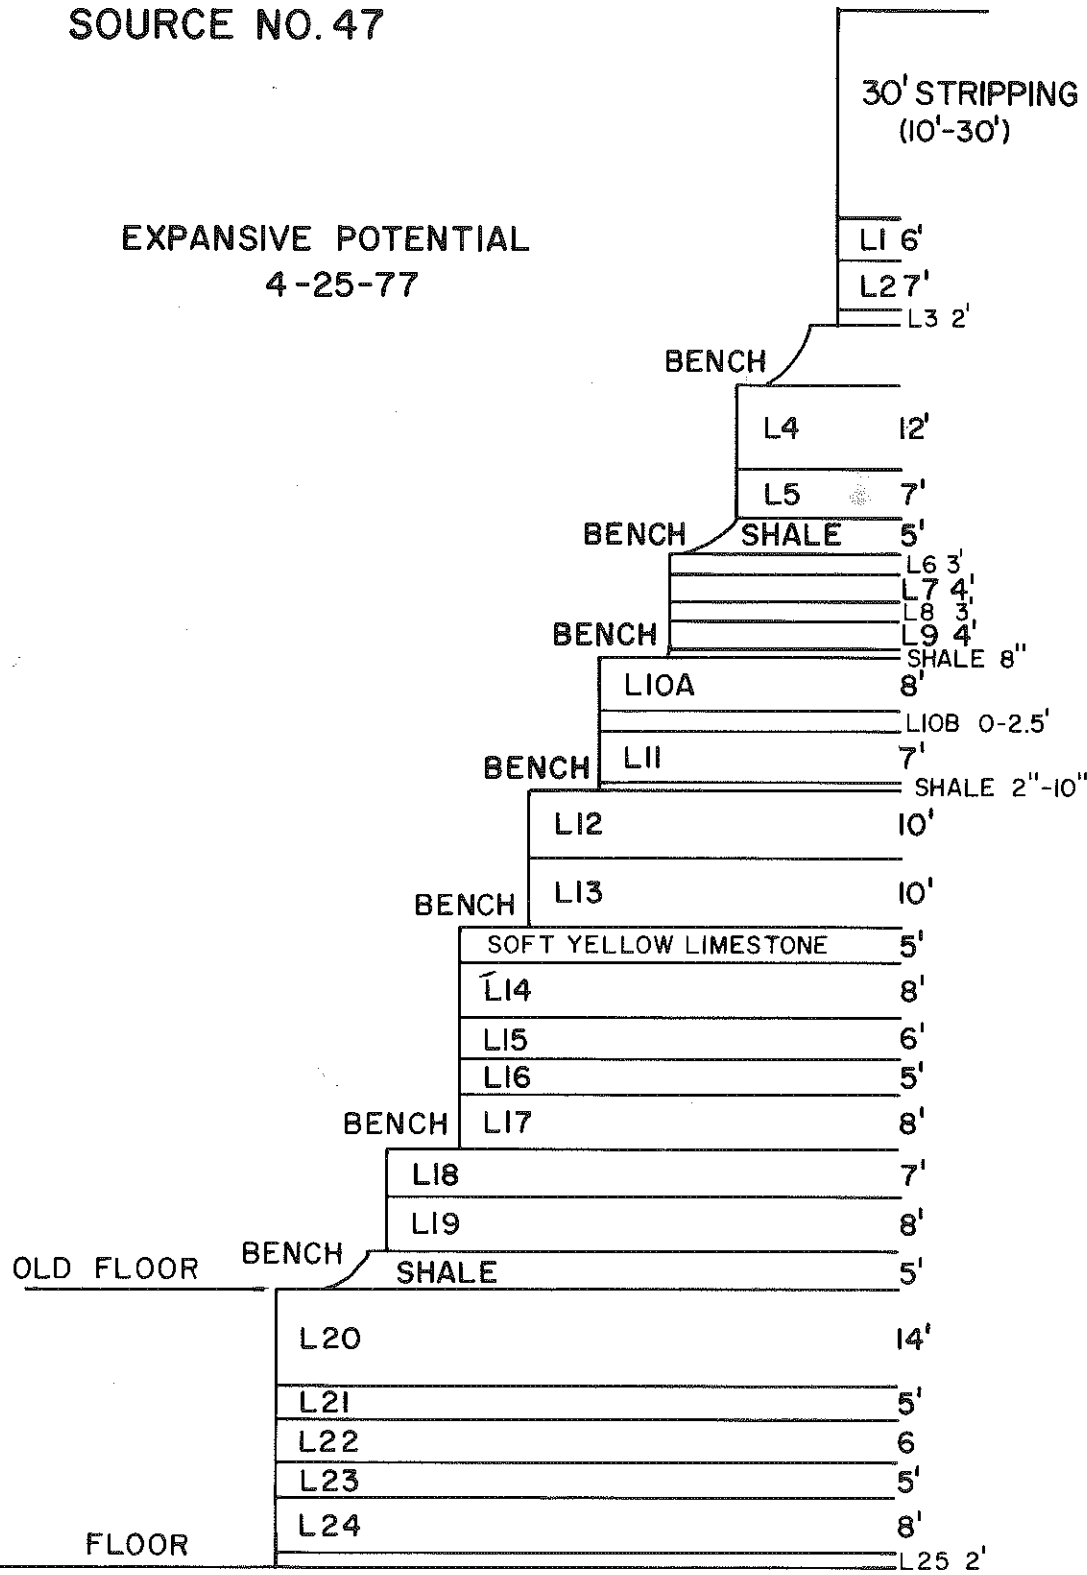 SOURCE NO. 47
30' STRIPPING
(10'-30')
EXPANSIVE POTENTIAL
4-25-77
L1 6'
L2 7'
L3 2'
BENCH
L4 12'
L5 7'
BENCH SHALE 5'
L6 3'
L7 4'
L8 3'
BENCH L9 4'
SHALE 8"
L10A 8'
L10B 0-2.5'
L11 7'
BENCH
SHALE 2"-10"
L12 10'
L13 10'
BENCH
SOFT YELLOW LIMESTONE 5'
L14 8'
L15 6'
L16 5'
BENCH L17 8'
L18 7'
L19 8'
BENCH
OLD FLOOR SHALE 5'
L20 14'
L21 5'
L22 6
L23 5'
L24 8'
FLOOR
L25 2'